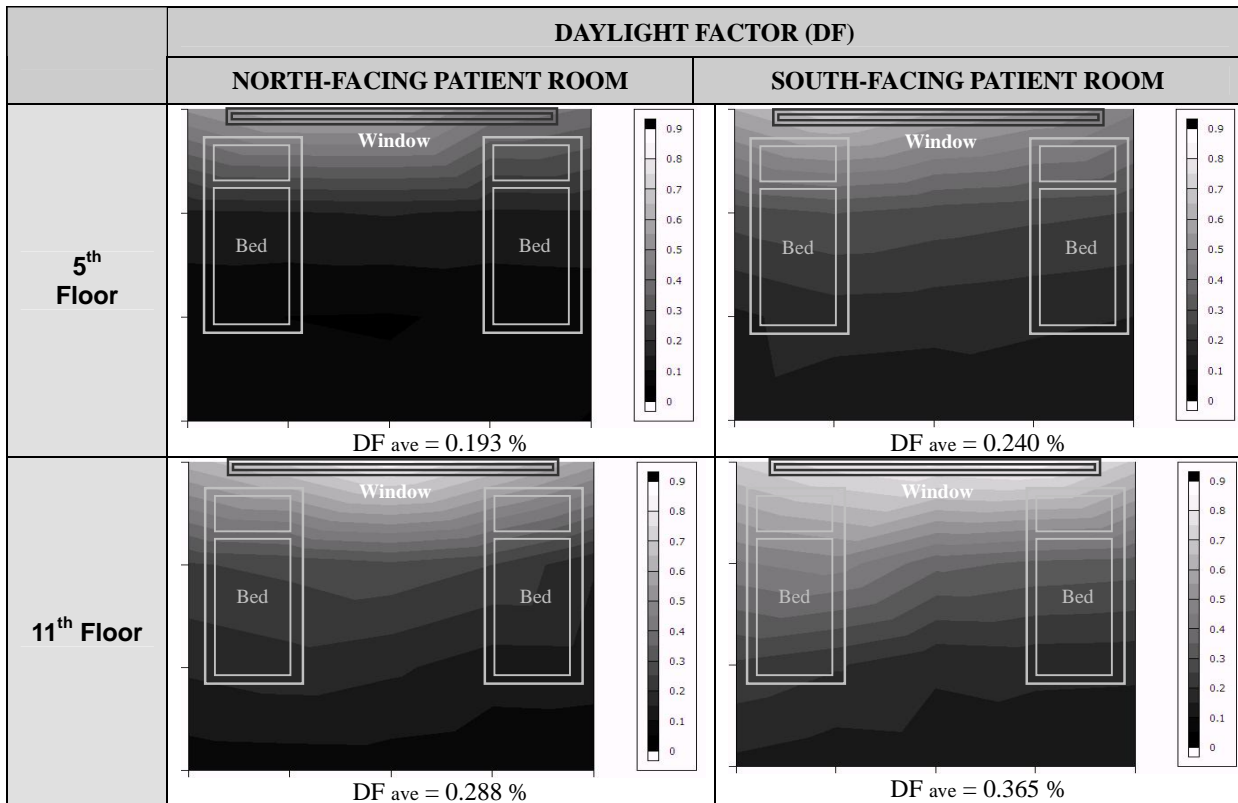 DAYLIGHT FACTOR (DF)
NORTH-FACING PATIENT ROOM
SOUTH-FACING PATIENT ROOM
5th
Floor
Window
Bed
Bed
0.9
0.8
0.7
0.6
0.5
0.4
0.3
0.2
0.1
0
DF ave = 0.193 %
Window
Bed
Bed
0.9
0.8
0.7
0.6
0.5
0.4
0.3
0.2
0.1
0
DF ave = 0.240 %
11th Floor
Window
Bed
Bed
0.9
0.8
0.7
0.6
0.5
0.4
0.3
0.2
0.1
0
DF ave = 0.288 %
Window
Bed
Bed
0.9
0.8
0.7
0.6
0.5
0.4
0.3
0.2
0.1
0
DF ave = 0.365 %